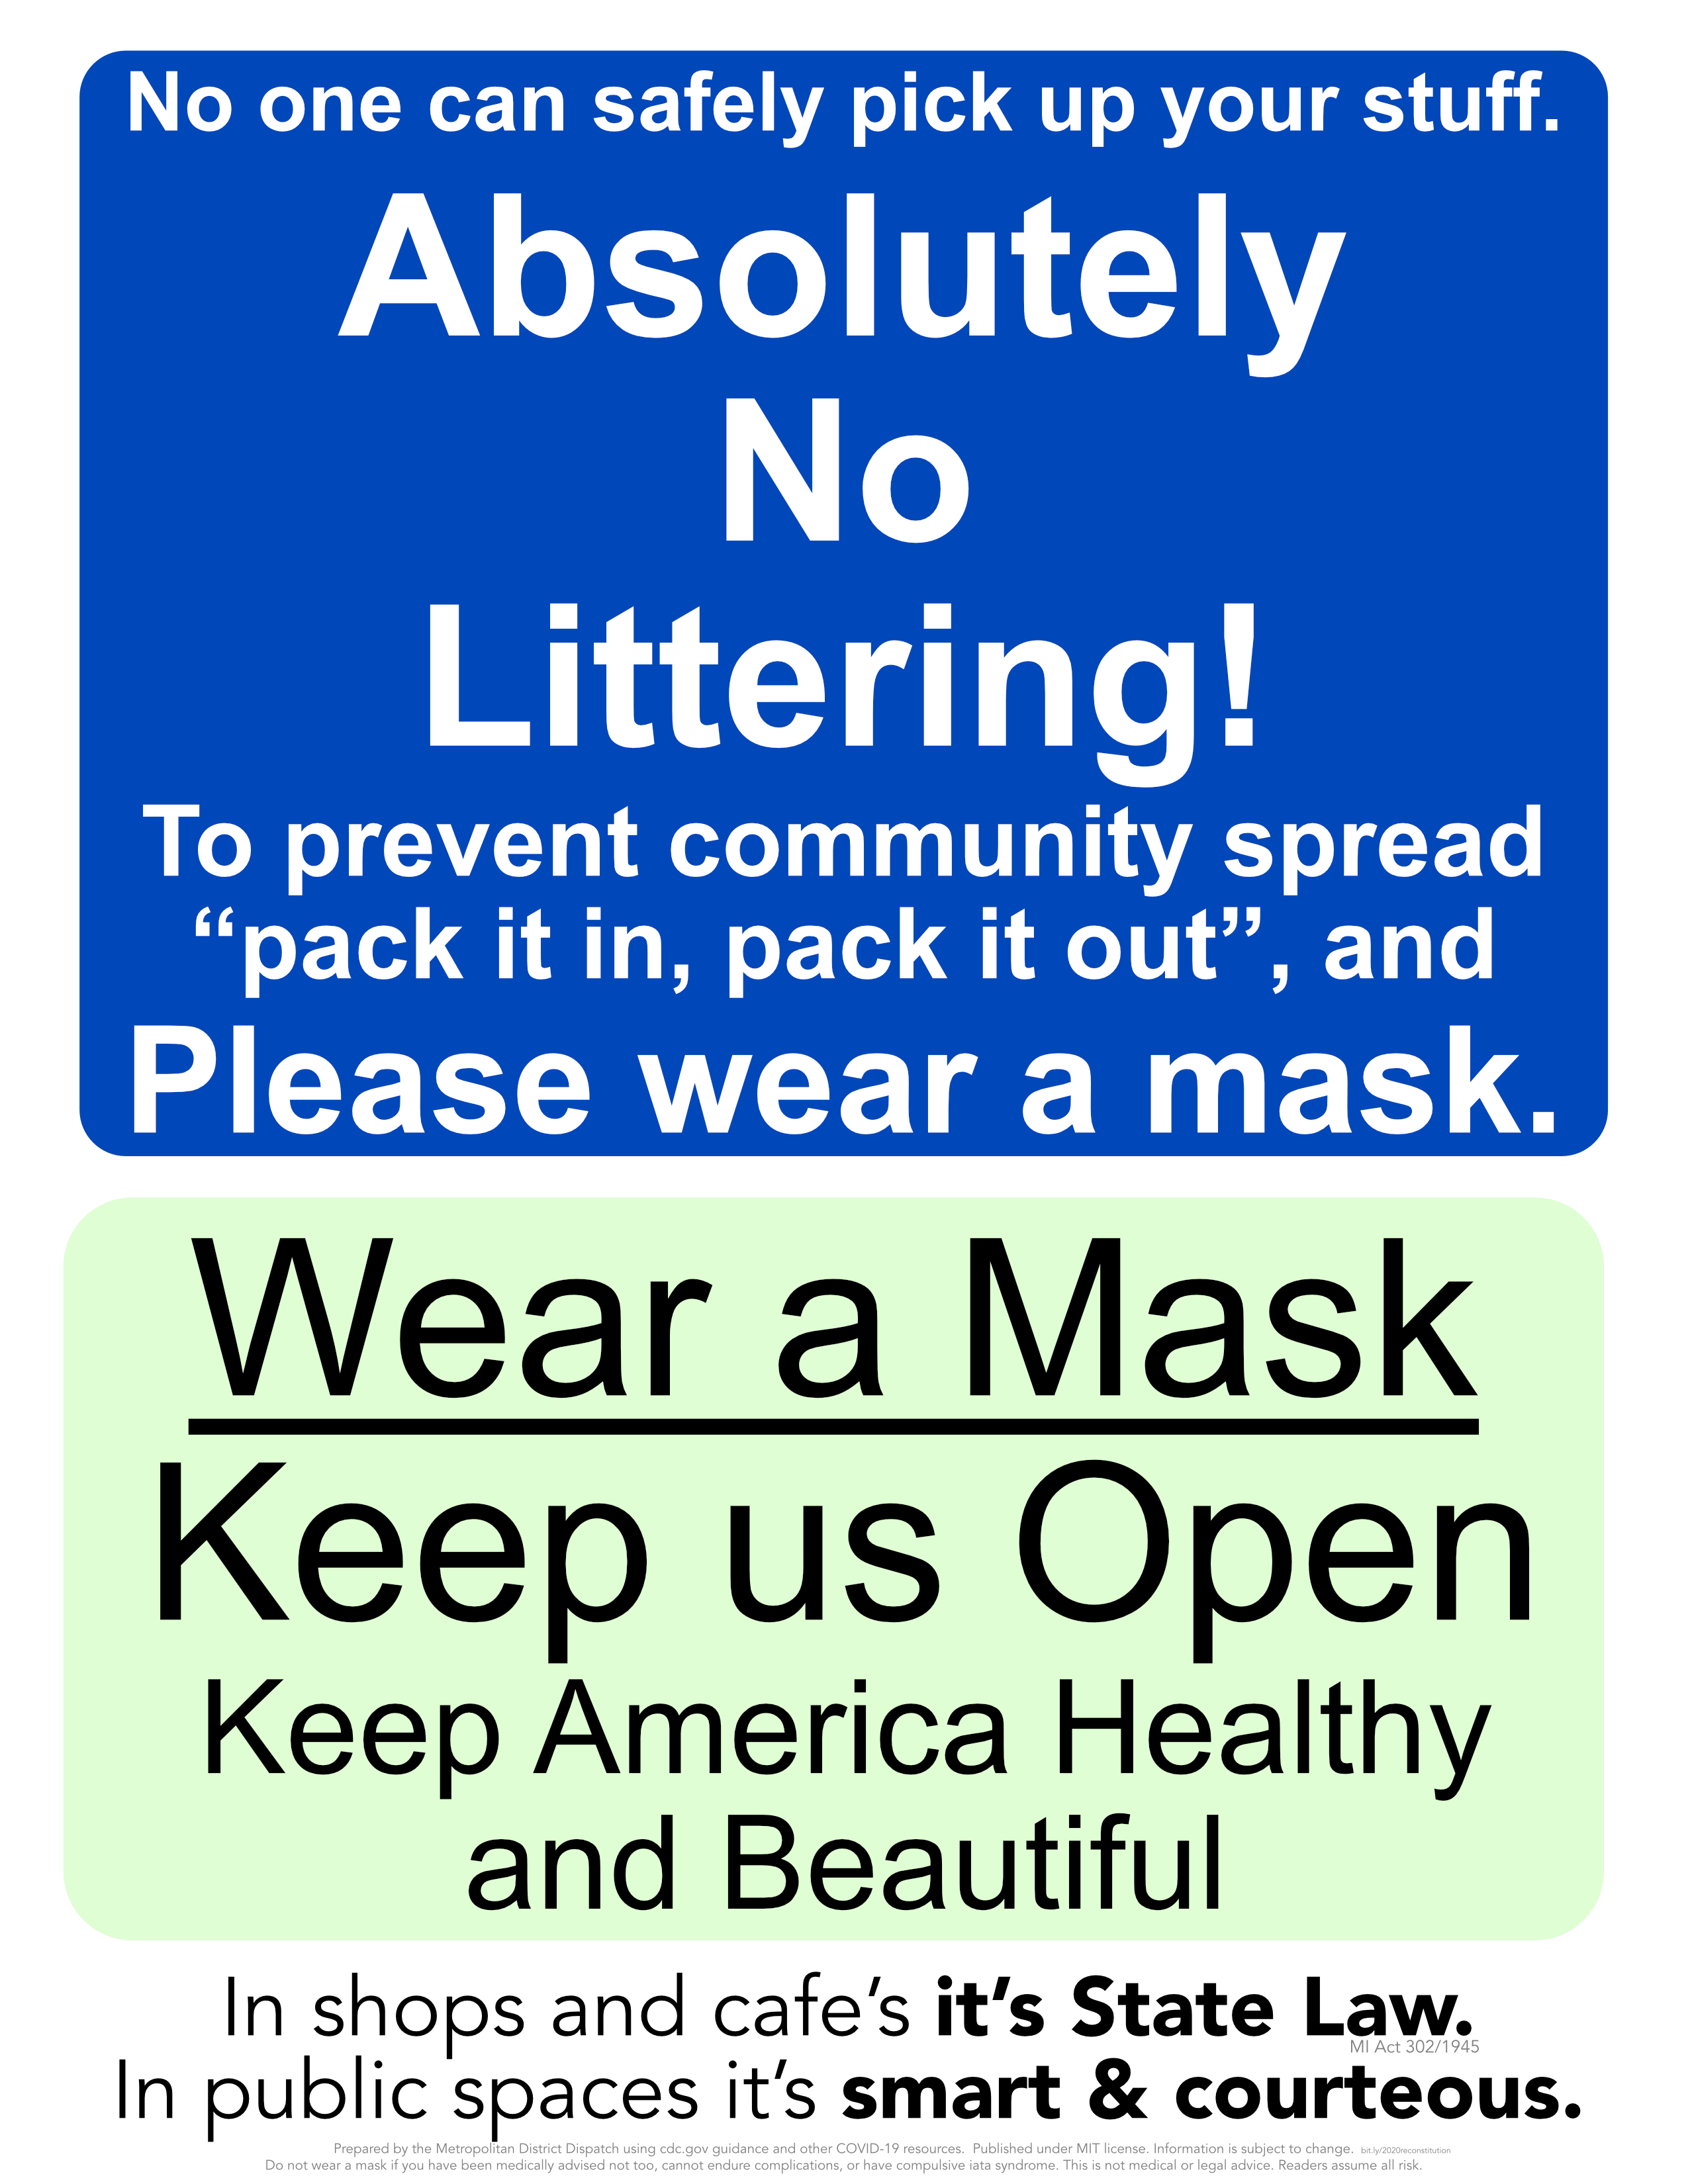 No one can safely pick up your stuff.
Absolutely
No
Littering!
To prevent community spread
“pack it in, pack it out”, and
Please wear a mask.
Wear a Mask
Keep us Open
Keep America Healthy
and Beautiful
In shops and cafe’s it’s State Law.
MI Act 302/1945
In public spaces it’s smart & courteous.
Prepared by the Metropolitan District Dispatch using cdc.gov guidance and other COVID-19 resources. Published under MIT license. Information is subject to change. bit.ly/2020reconstitution
Do not wear a mask if you have been medically advised not too, cannot endure complications, or have compulsive iata syndrome. This is not medical or legal advice. Readers assume all risk.